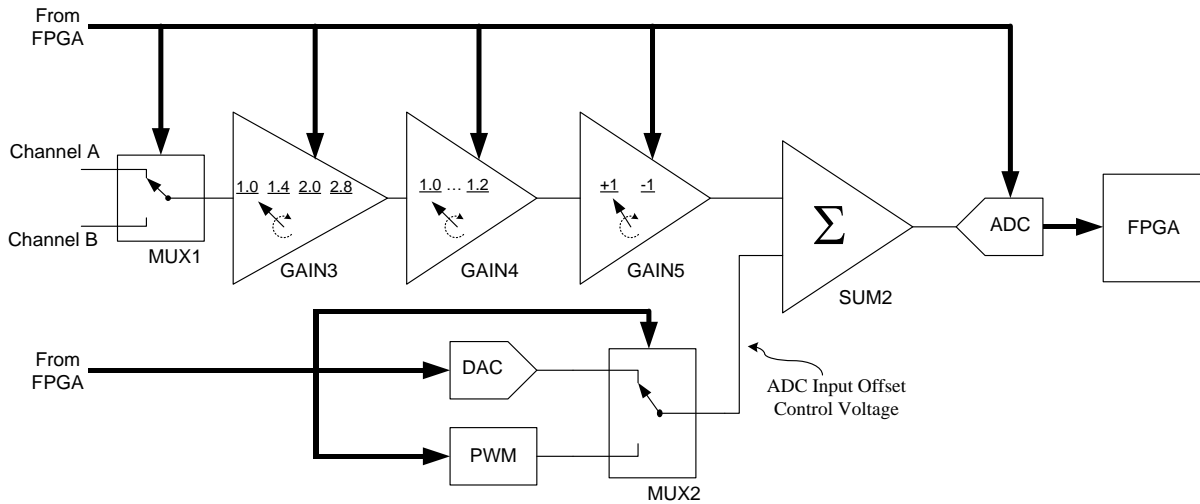 From
FPGA
Channel A
Channel B
MUX1
1.0 1.4 2.0 2.8
GAIN3
1.0 ... 1.2
GAIN4
+1 -1
GAIN5
Σ
SUM2
ADC
FPGA
From
FPGA
DAC
PWM
MUX2
ADC Input Offset
Control Voltage